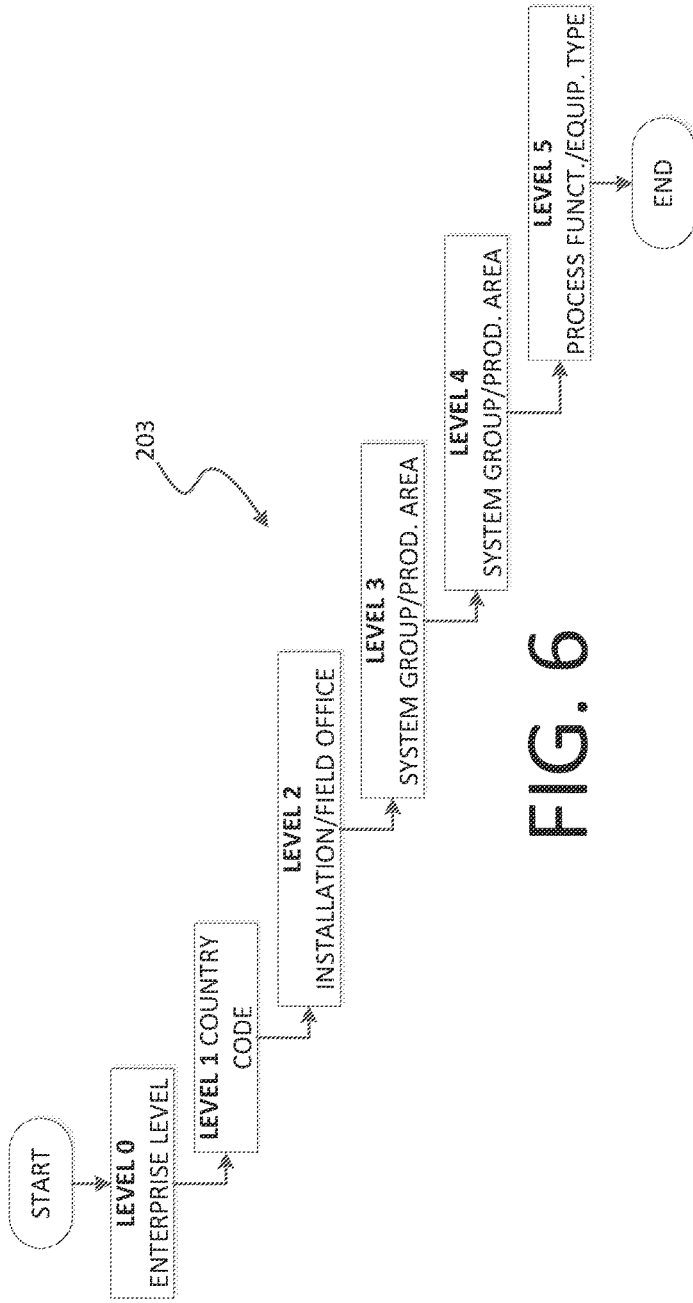 START
LEVEL 0
ENTERPRISE LEVEL
LEVEL 1 COUNTRY
CODE
LEVEL 2
INSTALLATION/FIELD OFFICE
203
LEVEL 3
SYSTEM GROUP/PROD. AREA
LEVEL 4
SYSTEM GROUP/PROD. AREA
LEVEL 5
PROCESS FUNCT./EQUIP. TYPE
END
FIG. 6